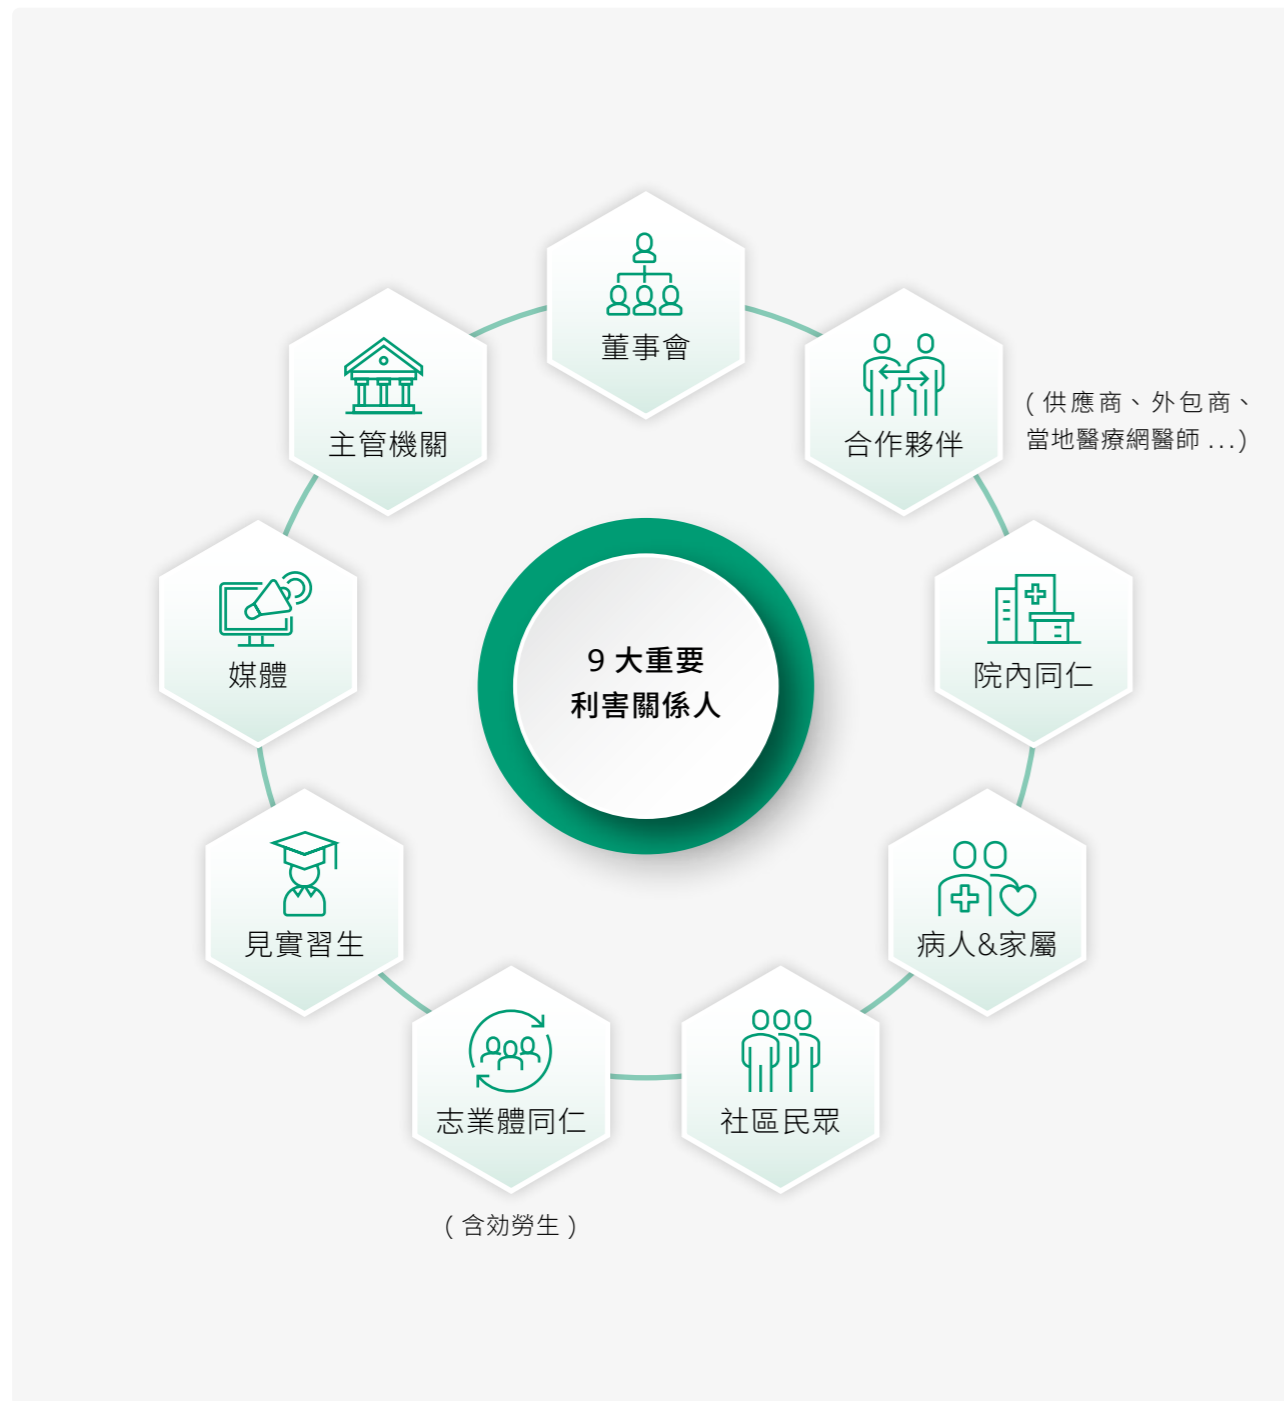 9 大重要
利害關係人
董事會
合作夥伴
( 供應商、外包商、
當地醫療網醫師 ...)
院內同仁
病人&家屬
社區民眾
志業體同仁
( 含効勞生 )
見實習生
媒體
主管機關